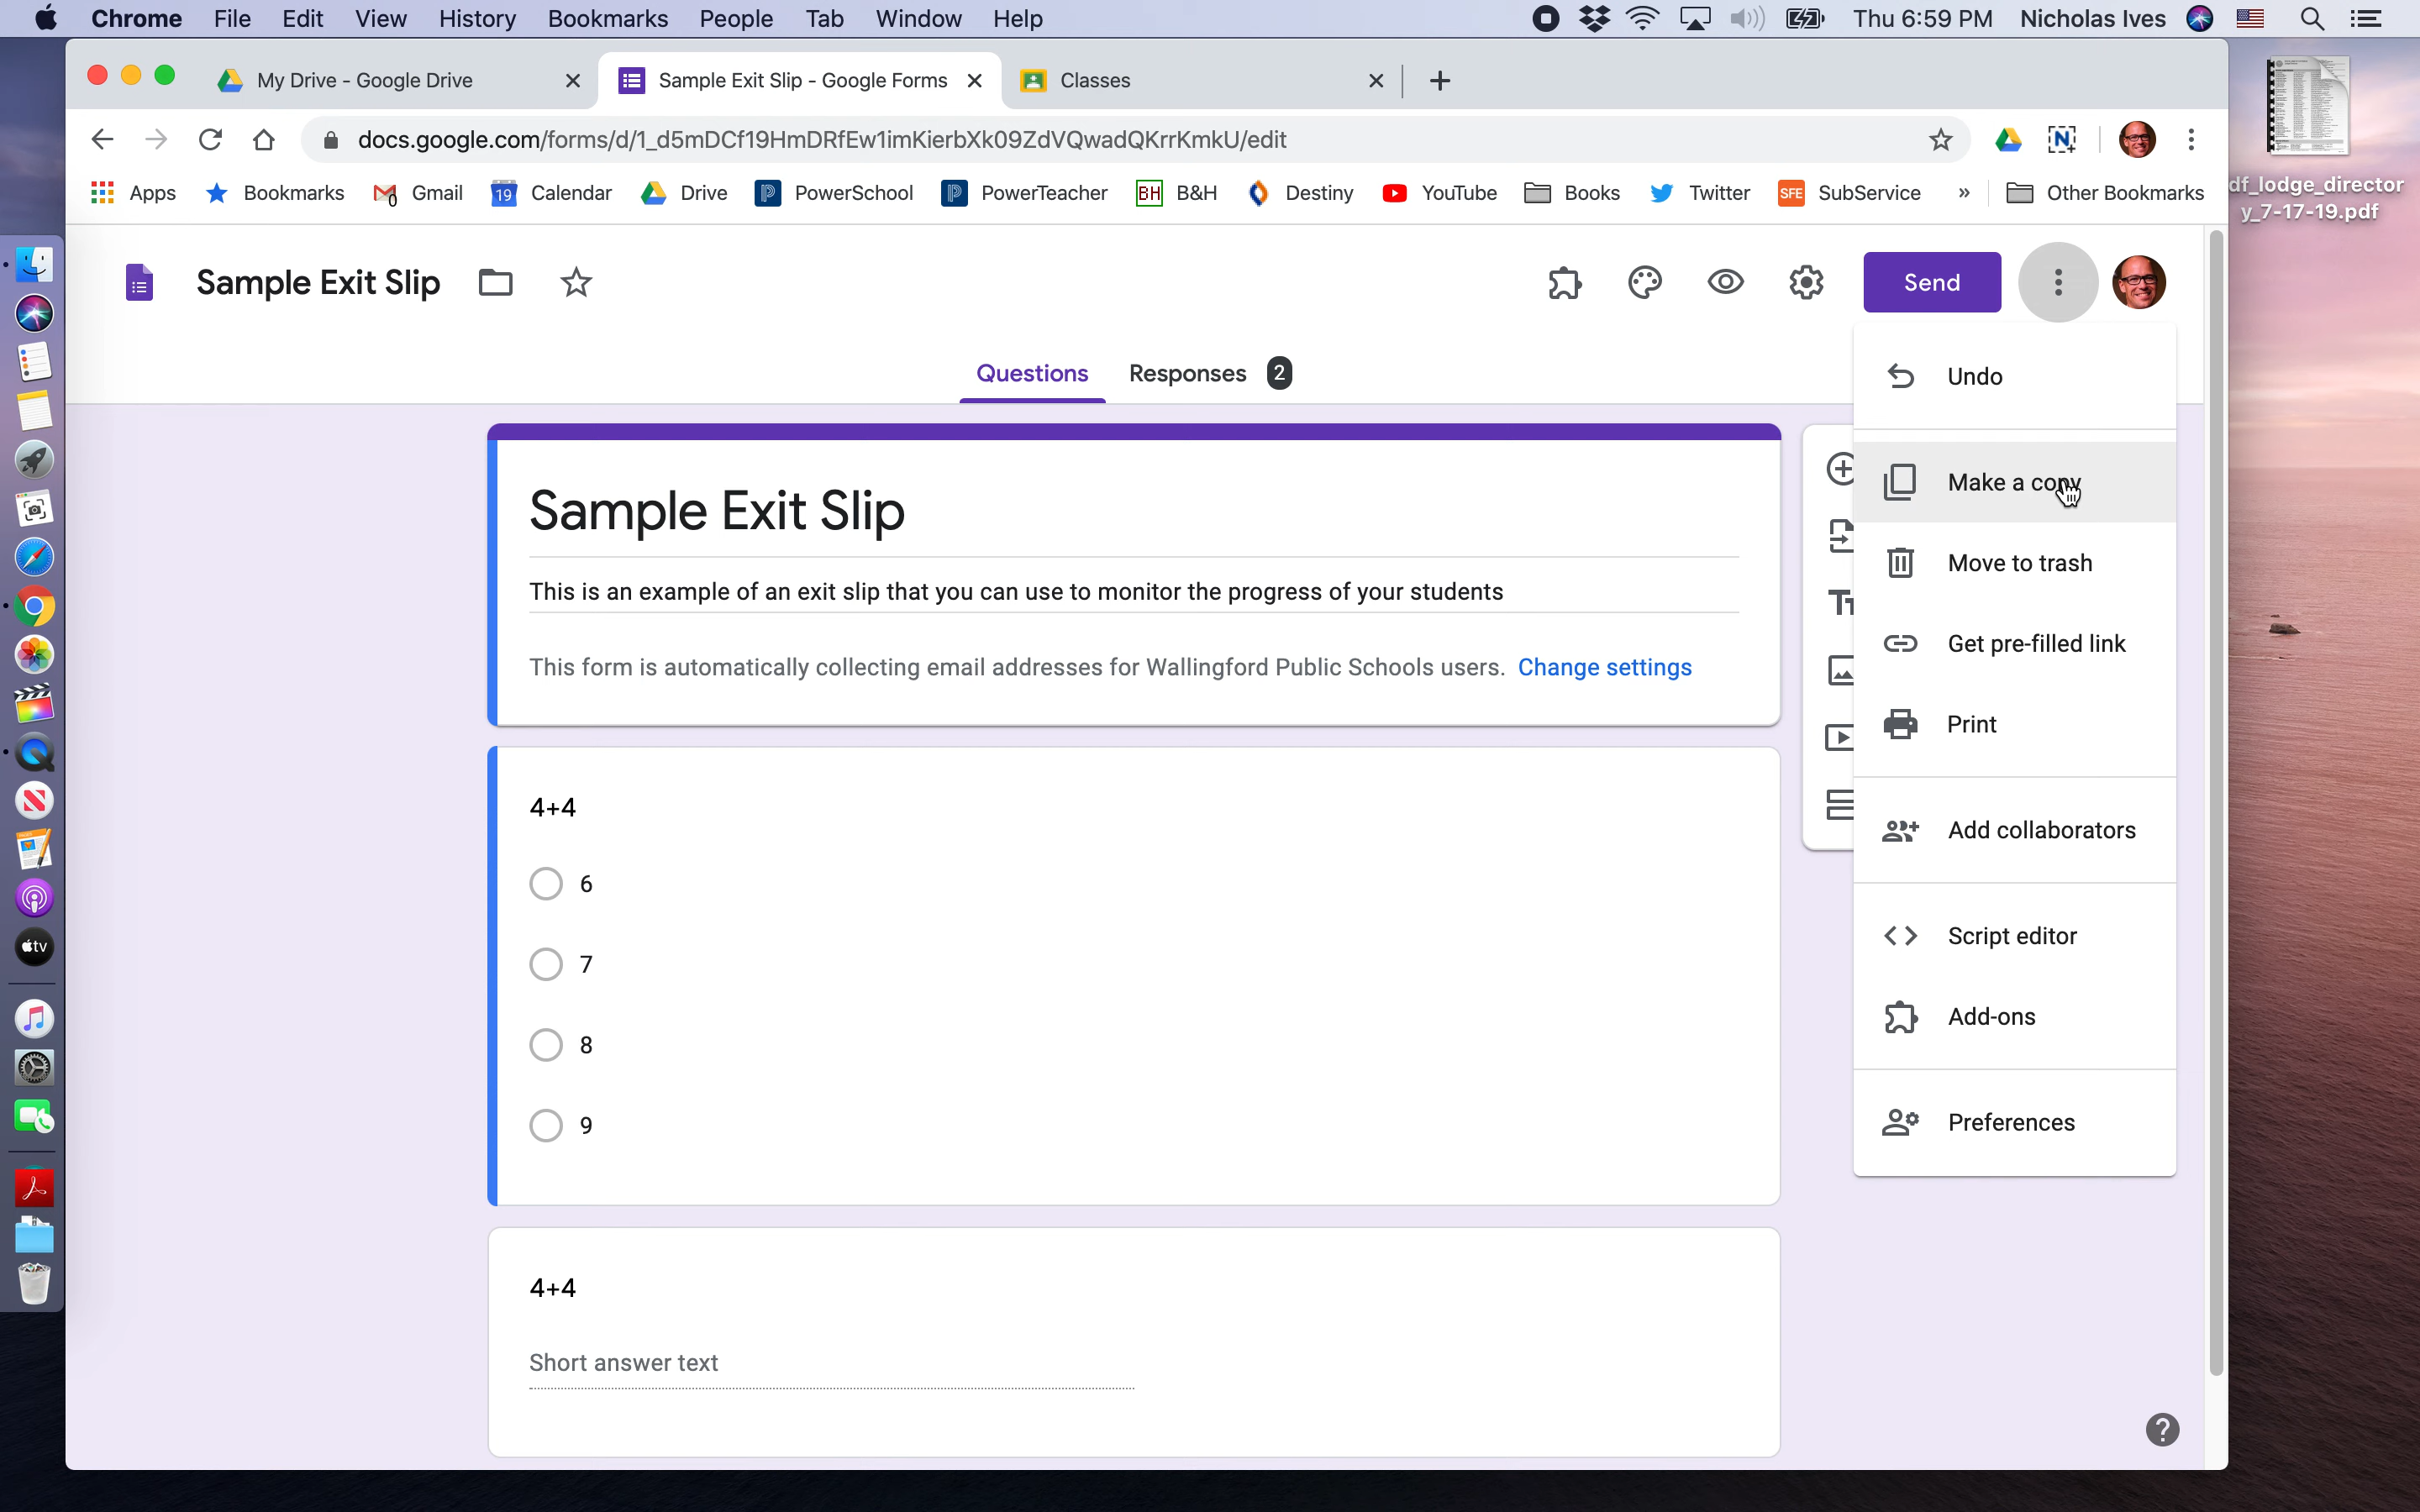 Chrome File Edit View History Bookmarks People Tab Window Help Thu 6:59 PM Nicholas Ives
My Drive - Google Drive Sample Exit Slip - Google Forms Classes
docs.google.com/forms/d/1_d5mDCf19HmDRfEw1imKierbXk09ZdVQwadQKrrKmkU/edit
Apps Bookmarks 0 Gmail 19 Calendar Drive PowerSchool PowerTeacher BH B&H Destiny YouTube Books Twitter SFE SubService » Other Bookmarks
df_lodge_director
y_7-17-19.pdf
Sample Exit Slip Send
Questions Responses 2
Undo
Make a copy
Move to trash
Get pre-filled link
Print
Add collaborators
Script editor
Add-ons
Preferences
Sample Exit Slip
This is an example of an exit slip that you can use to monitor the progress of your students
This form is automatically collecting email addresses for Wallingford Public Schools users. Change settings
4+4
6
7
8
9
4+4
Short answer text
tv